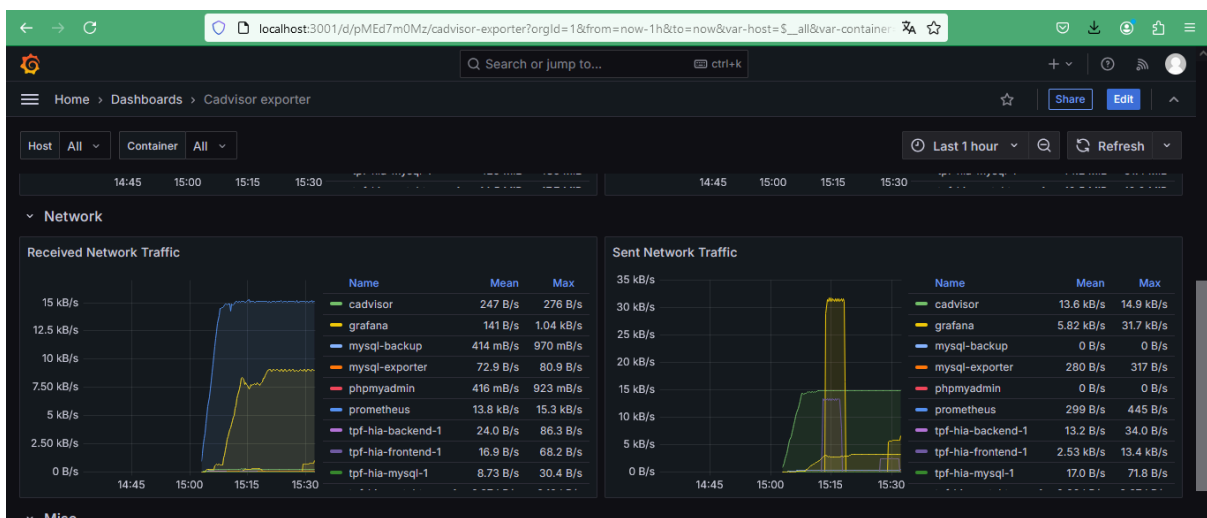 localhost:3001/d/pMEd7m0Mz/cadvisor-exporter?orgId=1&from=now-1h&to=now&var-host=$__all&var-container
Search or jump to... ctrl+k
Home › Dashboards › Cadvisor exporter
Share Edit
Host All Container All
Last 1 hour Refresh
14:45 15:00 15:15 15:30
14:45 15:00 15:15 15:30
Network
Received Network Traffic
Name Mean Max
15 kB/s
12.5 kB/s
10 kB/s
7.50 kB/s
5 kB/s
2.50 kB/s
0 B/s
14:45 15:00 15:15 15:30
cadvisor 247 B/s 276 B/s
grafana 141 B/s 1.04 kB/s
mysql-backup 414 mB/s 970 mB/s
mysql-exporter 72.9 B/s 80.9 B/s
phpmyadmin 416 mB/s 923 mB/s
prometheus 13.8 kB/s 15.3 kB/s
tpf-hia-backend-1 24.0 B/s 86.3 B/s
tpf-hia-frontend-1 16.9 B/s 68.2 B/s
tpf-hia-mysql-1 8.73 B/s 30.4 B/s
Sent Network Traffic
35 kB/s
30 kB/s
25 kB/s
20 kB/s
15 kB/s
10 kB/s
5 kB/s
0 B/s
14:45 15:00 15:15 15:30
Name Mean Max
cadvisor 13.6 kB/s 14.9 kB/s
grafana 5.82 kB/s 31.7 kB/s
mysql-backup 0 B/s 0 B/s
mysql-exporter 280 B/s 317 B/s
phpmyadmin 0 B/s 0 B/s
prometheus 299 B/s 445 B/s
tpf-hia-backend-1 13.2 B/s 34.0 B/s
tpf-hia-frontend-1 2.53 kB/s 13.4 kB/s
tpf-hia-mysql-1 17.0 B/s 71.8 B/s